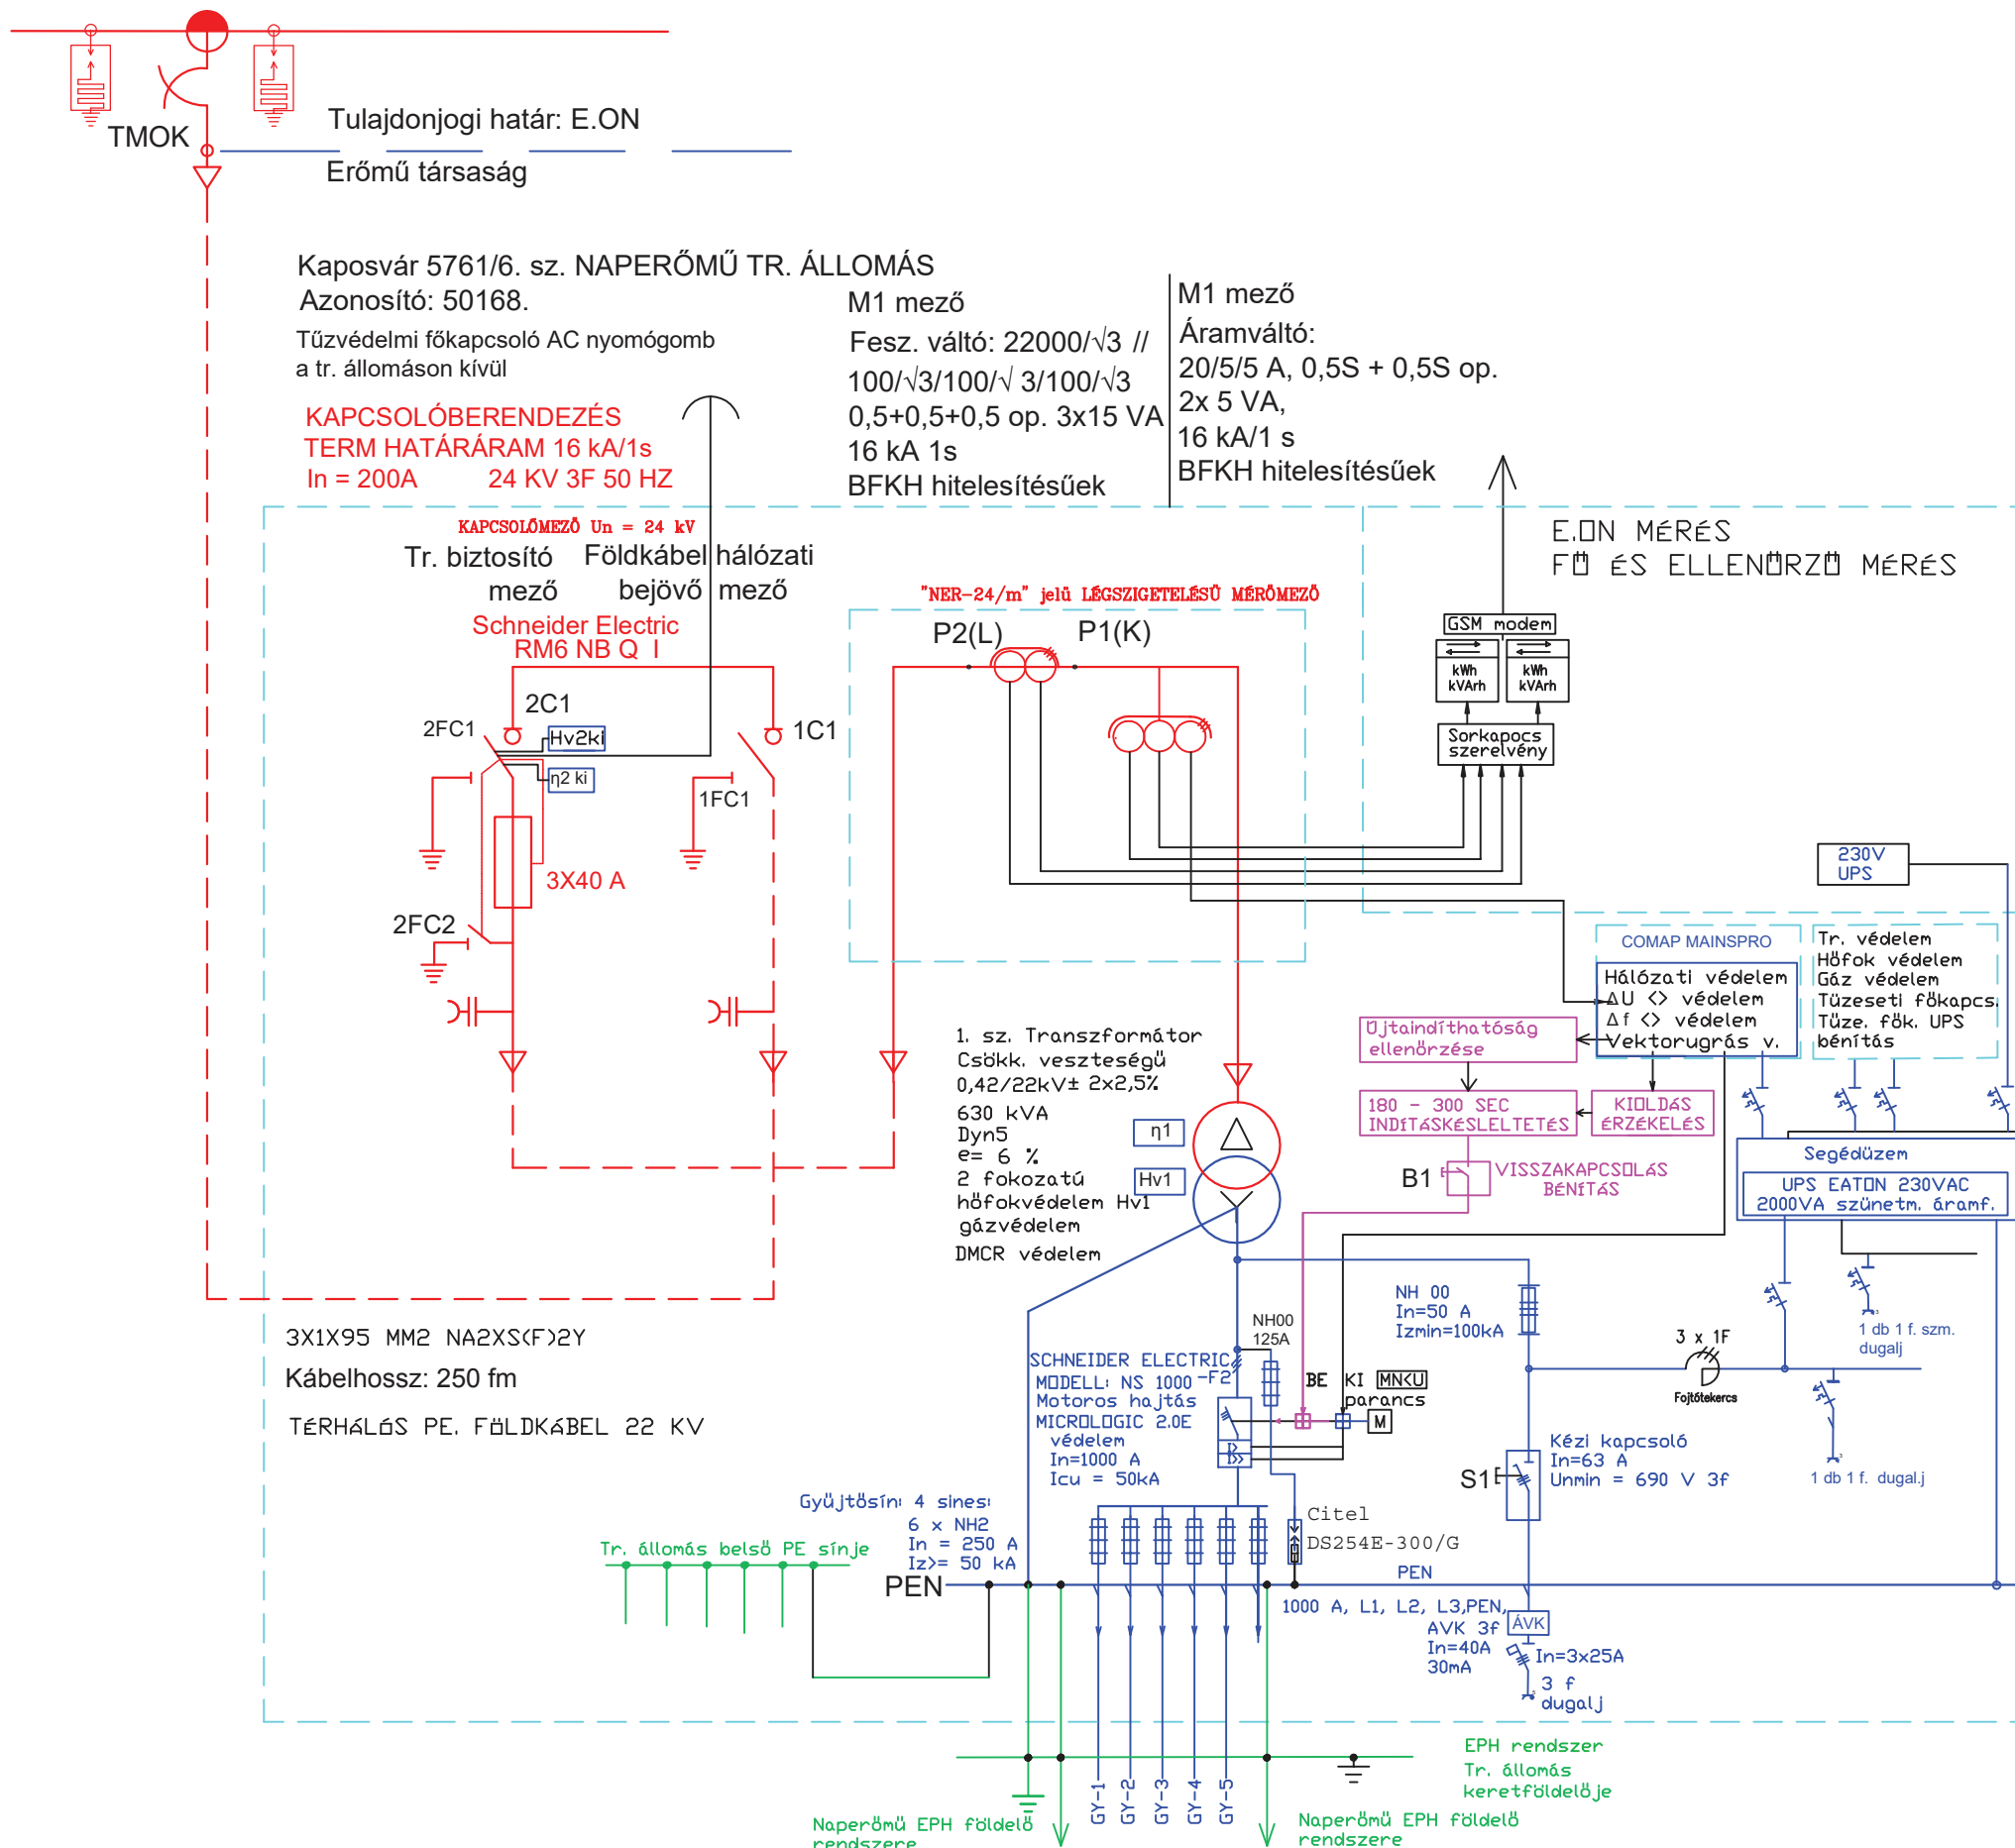 TMOK
Tulajdonjogi határ: E.ON
Erőmű társaság
Kaposvár 5761/6. sz. NAPERŐMŰ TR. ÁLLOMÁS
Azonosító: 50168.
Tűzvédelmi főkapcsoló AC nyomógomb
a tr. állomáson kívül
KAPCSOLÓBERENDEZÉS
TERM HATÁRÁRAM 16 kA/1s
In = 200A 24 KV 3F 50 HZ
M1 mező
Fesz. váltó: 22000/√3 //
100/√3/100/√ 3/100/√3
0,5+0,5+0,5 op. 3x15 VA
16 kA 1s
BFKH hitelesítésűek
M1 mező
Áramváltó:
20/5/5 A, 0,5S + 0,5S op.
2x 5 VA,
16 kA/1 s
BFKH hitelesítésűek
KAPCSOLÓMEZŐ Un = 24 kV
Tr. biztosító
mező
Földkábel hálózati
bejövő mező
Schneider Electric
RM6 NB Q I
2C1
2FC1
Hv2ki
η2 ki
1C1
1FC1
3X40 A
2FC2
"NER-24/m" jelű LÉGSZIGETELÉSŰ MÉRŐMEZŐ
P2(L)
P1(K)
E.ON MÉRÉS
FŐ ÉS ELLENŐRZŐ MÉRÉS
GSM modem
kWh
kVArh
kWh
kVArh
Sorkapocs
szerelvény
230V
UPS
COMAP MAINSPRO
Hálózati védelem
ΔU <> védelem
Δf <> védelem
Vektorugrás v.
Tr. védelem
Hőfok védelem
Gáz védelem
Tüzeseti főkapcs.
Tűze. fők. UPS
bénítás
Újtaindíthatóság
ellenőrzése
180 - 300 SEC
INDÍTÁSKÉSLELTETÉS
KIOLDÁS
ÉRZÉKELÉS
B1
VISSZAKAPCSOLÁS
BÉNÍTÁS
Segédüzem
UPS EATON 230VAC
2000VA szünetm. áramf.
1. sz. Transzformátor
Csökk. veszteségű
0,42/22kV± 2x2,5%
630 kVA
Dyn5
e= 6 %
2 fokozatú
hőfokvédelem Hv1
gázvédelem
DMCR védelem
η1
Hv1
3X1X95 MM2 NA2XS(F)2Y
Kábelhossz: 250 fm
TÉRHÁLÓS PE. FÖLDKÁBEL 22 KV
NH00
125A
NH 00
In=50 A
Izmin=100kA
SCHNEIDER ELECTRIC
MODELL: NS 1000 -F2
Motoros hajtás
MICROLOGIC 2.0E
védelem
In=1000 A
Icu = 50kA
I>
I>>
BE
KI MN<U
parancs
M
3 x 1F
Fojtótekercs
1 db 1 f. szm.
dugalj
1 db 1 f. dugal.j
S1
Kézi kapcsoló
In=63 A
Unmin = 690 V 3f
Gyűjtősín: 4 sines:
6 x NH2
In = 250 A
Iz>= 50 kA
Citel
DS254E-300/G
Tr. állomás belső PE sínje
PEN
PEN
1000 A, L1, L2, L3,PEN,
ÁVK
AVK 3f
In=40A
30mA
In=3x25A
3 f
dugalj
GY-1
GY-2
GY-3
GY-4
GY-5
EPH rendszer
Tr. állomás
keretföldelője
Naperőmű EPH földelő
rendszere
Naperőmű EPH földelő
rendszere